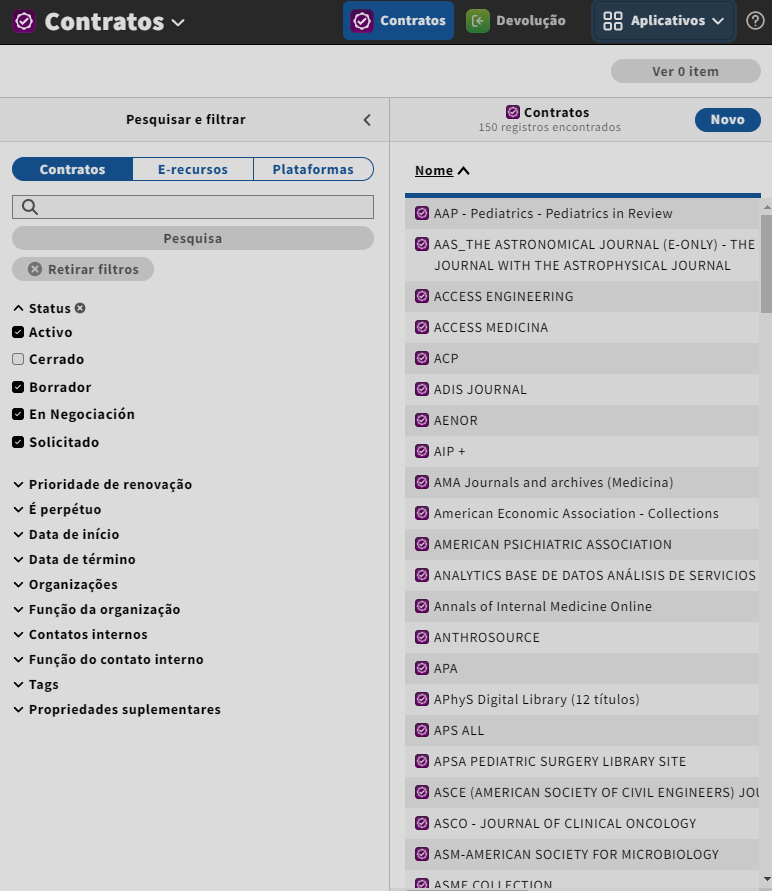 Contratos
Contratos
Devolução
Aplicativos
Ver 0 item
Pesquisar e filtrar
Contratos
150 registros encontrados
Novo
Contratos
E-recursos
Plataformas
Pesquisa
Retirar filtros
Status
Activo
Cerrado
Borrador
En Negociación
Solicitado
Prioridade de renovação
É perpétuo
Data de início
Data de término
Organizações
Função da organização
Contatos internos
Função do contato interno
Tags
Propriedades suplementares
Nome
AAP - Pediatrics - Pediatrics in Review
AAS_THE ASTRONOMICAL JOURNAL (E-ONLY) - THE
JOURNAL WITH THE ASTROPHYSICAL JOURNAL
ACCESS ENGINEERING
ACCESS MEDICINA
ACP
ADIS JOURNAL
AENOR
AIP +
AMA Journals and archives (Medicina)
American Economic Association - Collections
AMERICAN PSICHIATRIC ASSOCIATION
ANALYTICS BASE DE DATOS ANÁLISIS DE SERVICIOS
Annals of Internal Medicine Online
ANTHROSOURCE
APA
APhyS Digital Library (12 títulos)
APS ALL
APSA PEDIATRIC SURGERY LIBRARY SITE
ASCE (AMERICAN SOCIETY OF CIVIL ENGINEERS) JOU
ASCO - JOURNAL OF CLINICAL ONCOLOGY
ASM-AMERICAN SOCIETY FOR MICROBIOLOGY
ASME COLLECTION